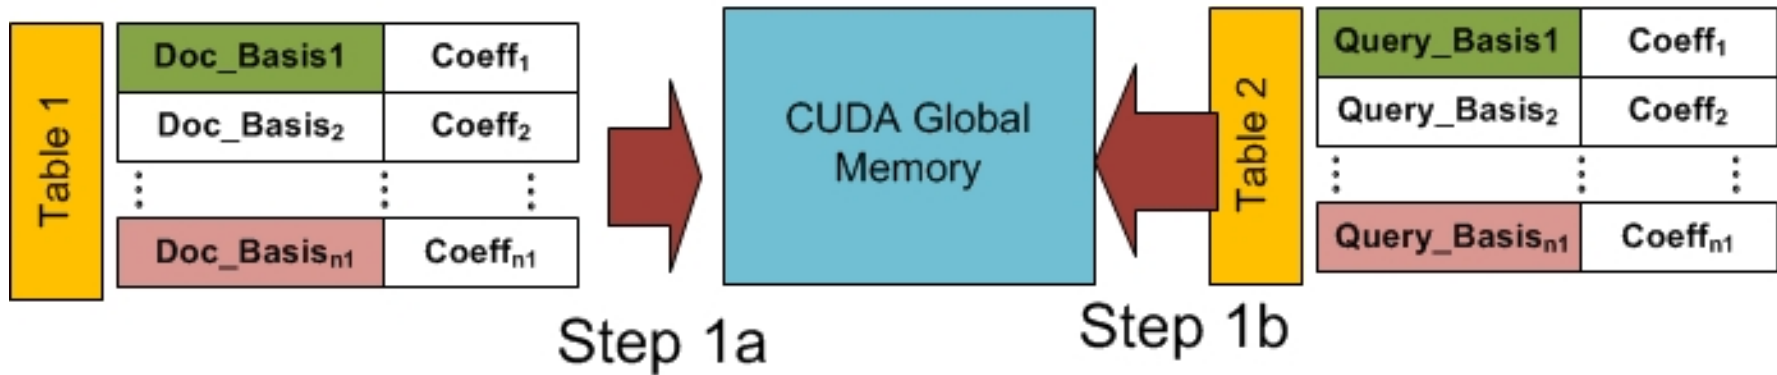 Table 1
Doc_Basis1 Coeff₁
Doc_Basis₂ Coeff₂
Doc_Basisₙ₁ Coeffₙ₁
Step 1a
CUDA Global
Memory
Step 1b
Table 2
Query_Basis1 Coeff₁
Query_Basis₂ Coeff₂
Query_Basisₙ₁ Coeffₙ₁